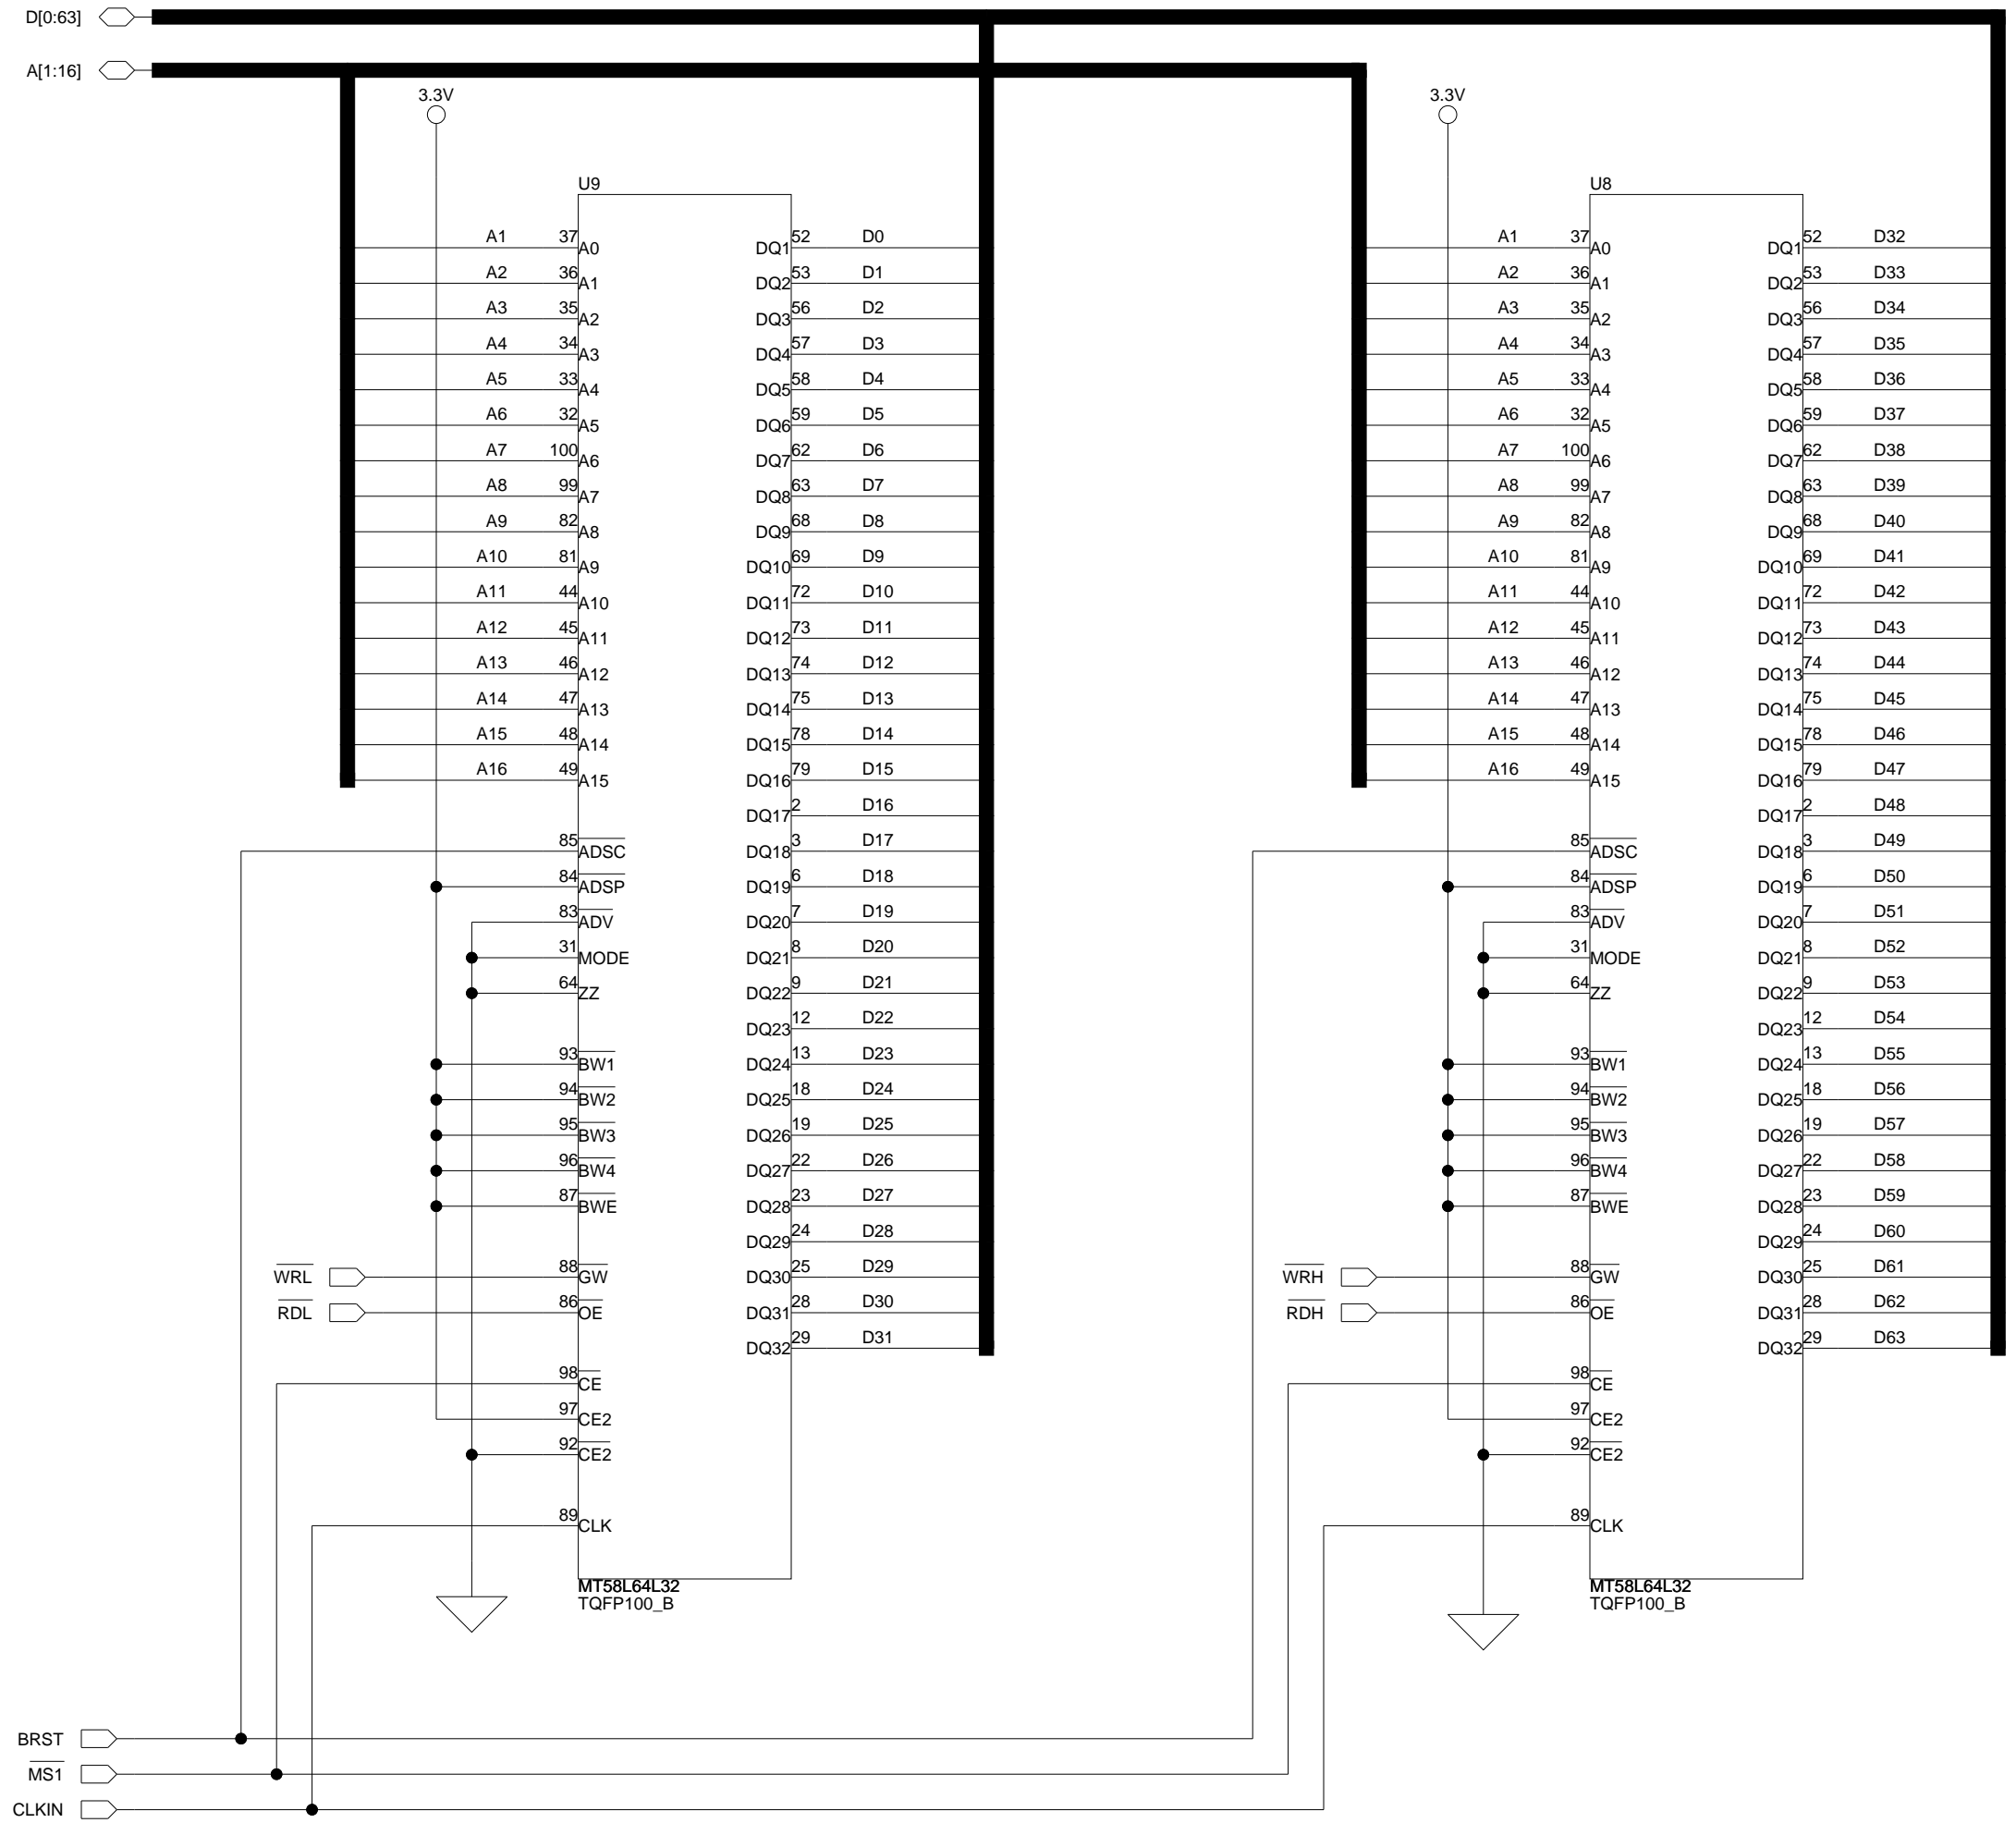 D[0:63]
A[1:16]
3.3V
3.3V
U9
A1 37 A0 DQ1 52 D0
A2 36 A1 DQ2 53 D1
A3 35 A2 DQ3 56 D2
A4 34 A3 DQ4 57 D3
A5 33 A4 DQ5 58 D4
A6 32 A5 DQ6 59 D5
A7 100 A6 DQ7 62 D6
A8 99 A7 DQ8 63 D7
A9 82 A8 DQ9 68 D8
A10 81 A9 DQ10 69 D9
A11 44 A10 DQ11 72 D10
A12 45 A11 DQ12 73 D11
A13 46 A12 DQ13 74 D12
A14 47 A13 DQ14 75 D13
A15 48 A14 DQ15 78 D14
A16 49 A15 DQ16 79 D15
DQ17 2 D16
85 ADSC DQ18 3 D17
84 ADSP DQ19 6 D18
83 ADV DQ20 7 D19
31 MODE DQ21 8 D20
64 ZZ DQ22 9 D21
DQ23 12 D22
93 BW1 DQ24 13 D23
94 BW2 DQ25 18 D24
95 BW3 DQ26 19 D25
96 BW4 DQ27 22 D26
87 BWE DQ28 23 D27
DQ29 24 D28
WRL 88 GW DQ30 25 D29
RDL 86 OE DQ31 28 D30
DQ32 29 D31
98 CE
97 CE2
92 CE2
89 CLK
MT58L64L32
TQFP100_B
U8
A1 37 A0 DQ1 52 D32
A2 36 A1 DQ2 53 D33
A3 35 A2 DQ3 56 D34
A4 34 A3 DQ4 57 D35
A5 33 A4 DQ5 58 D36
A6 32 A5 DQ6 59 D37
A7 100 A6 DQ7 62 D38
A8 99 A7 DQ8 63 D39
A9 82 A8 DQ9 68 D40
A10 81 A9 DQ10 69 D41
A11 44 A10 DQ11 72 D42
A12 45 A11 DQ12 73 D43
A13 46 A12 DQ13 74 D44
A14 47 A13 DQ14 75 D45
A15 48 A14 DQ15 78 D46
A16 49 A15 DQ16 79 D47
DQ17 2 D48
85 ADSC DQ18 3 D49
84 ADSP DQ19 6 D50
83 ADV DQ20 7 D51
31 MODE DQ21 8 D52
64 ZZ DQ22 9 D53
DQ23 12 D54
93 BW1 DQ24 13 D55
94 BW2 DQ25 18 D56
95 BW3 DQ26 19 D57
96 BW4 DQ27 22 D58
87 BWE DQ28 23 D59
DQ29 24 D60
WRH 88 GW DQ30 25 D61
RDH 86 OE DQ31 28 D62
DQ32 29 D63
98 CE
97 CE2
92 CE2
89 CLK
MT58L64L32
TQFP100_B
BRST
MS1
CLKIN